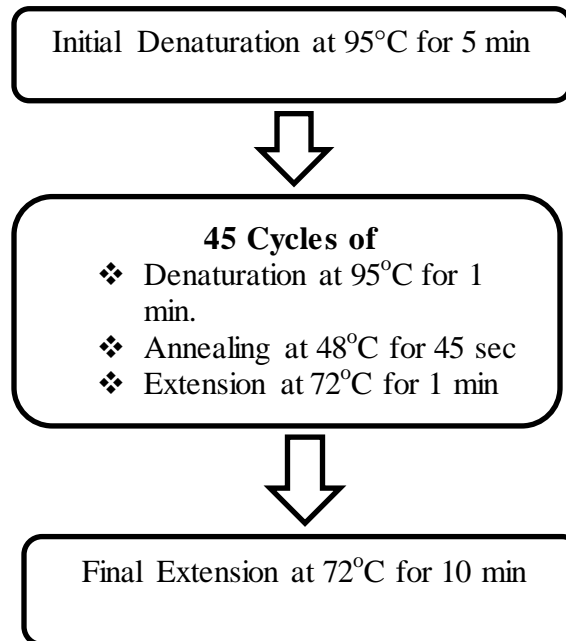 Initial Denaturation at 95°C for 5 min
45 Cycles of
❖ Denaturation at 95°C for 1
min.
❖ Annealing at 48°C for 45 sec
❖ Extension at 72°C for 1 min
Final Extension at 72°C for 10 min